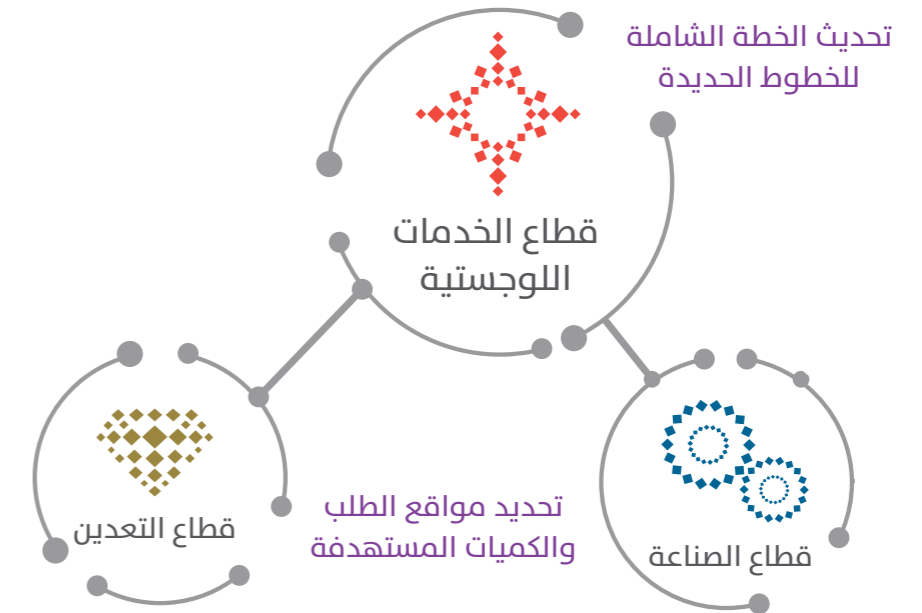 تحديث الخطة الشاملة
للخطوط الحديدة
قطاع الخدمات
اللوجستية
تحديد مواقع الطلب
والكميات المستهدفة
قطاع التعدين
قطاع الصناعة